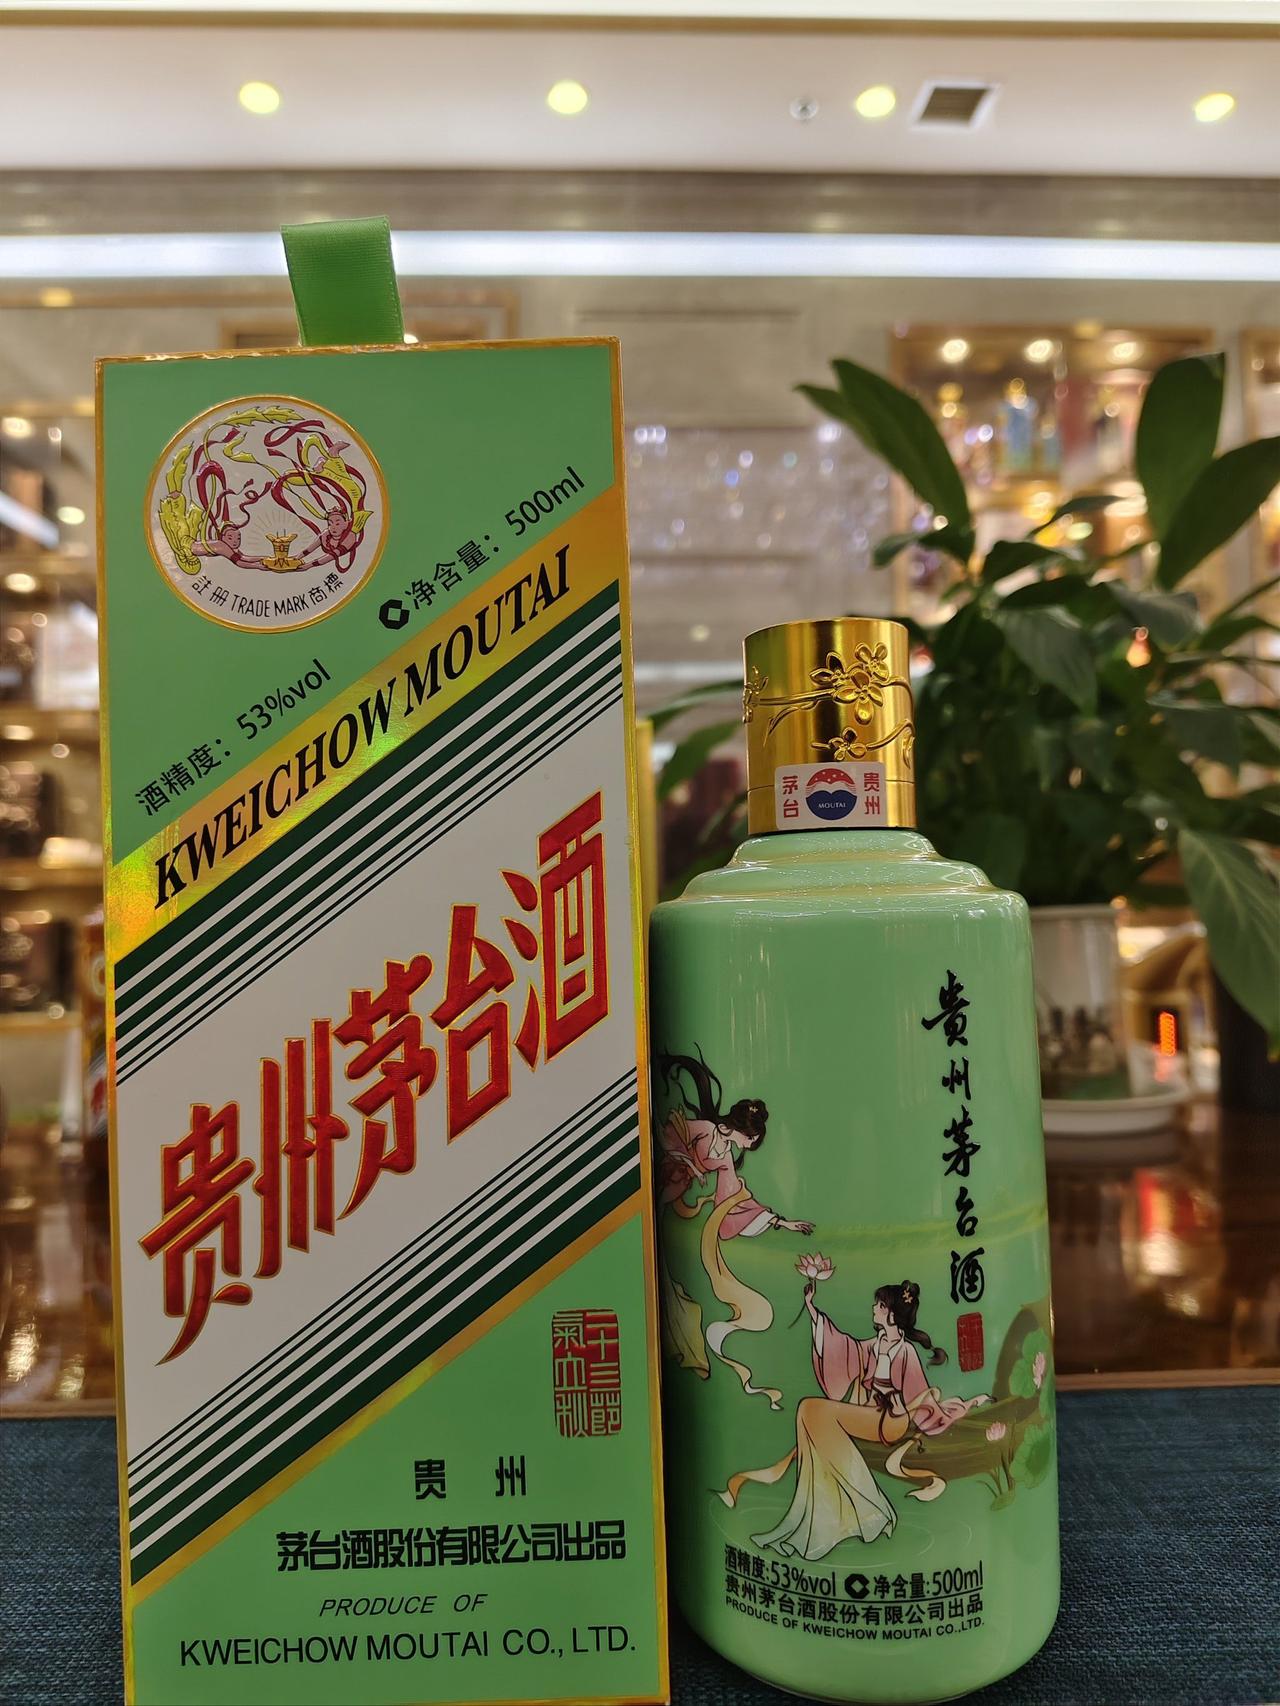 註册 TRADE MARK 商標
净含量：500ml
酒精度：53%vol
KWEICHOW MOUTAI
贵州茅台酒
贵州
茅台酒股份有限公司出品
PRODUCE OF
KWEICHOW MOUTAI CO., LTD.
贵州
茅台
MOUTAI
贵州茅台酒
酒精度:53%vol 净含量:500ml
贵州茅台酒股份有限公司出品
PRODUCE OF KWEICHOW MOUTAI CO.,LTD.